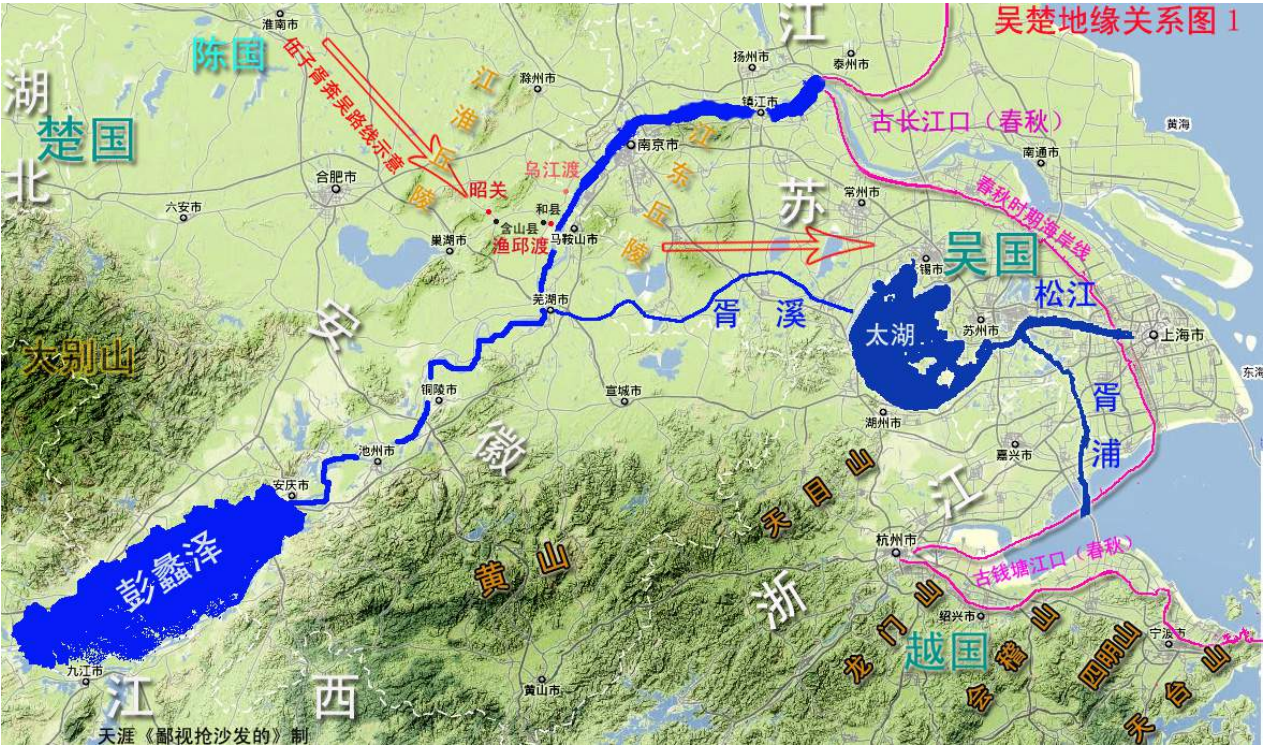 吴楚地缘关系图1
淮南市
陈国
伍子胥奔吴路线示意
江淮丘陵
滁州市
扬州市
泰州市
江
苏
镇江市
古长江口（春秋）
黄海
南通市
湖
北
楚国
南京市
江东丘陵
乌江渡
合肥市
昭关
和县
含山县
渔邱渡
马鞍山市
常州市
春秋时期海岸线
六安市
巢湖市
吴国
锡市
芜湖市
胥溪
松江
太湖
苏州市
上海市
安
徽
大别山
东海
铜陵市
宣城市
湖州市
胥浦
池州市
嘉兴市
安庆市
天目山
浙
江
杭州市
彭蠡泽
黄山
古钱塘江口（春秋）
龙门山
绍兴市
越国
会稽山
四明山
宁波市
天台山
九江市
江
西
黄山市
天涯《鄙视抢沙发的》制